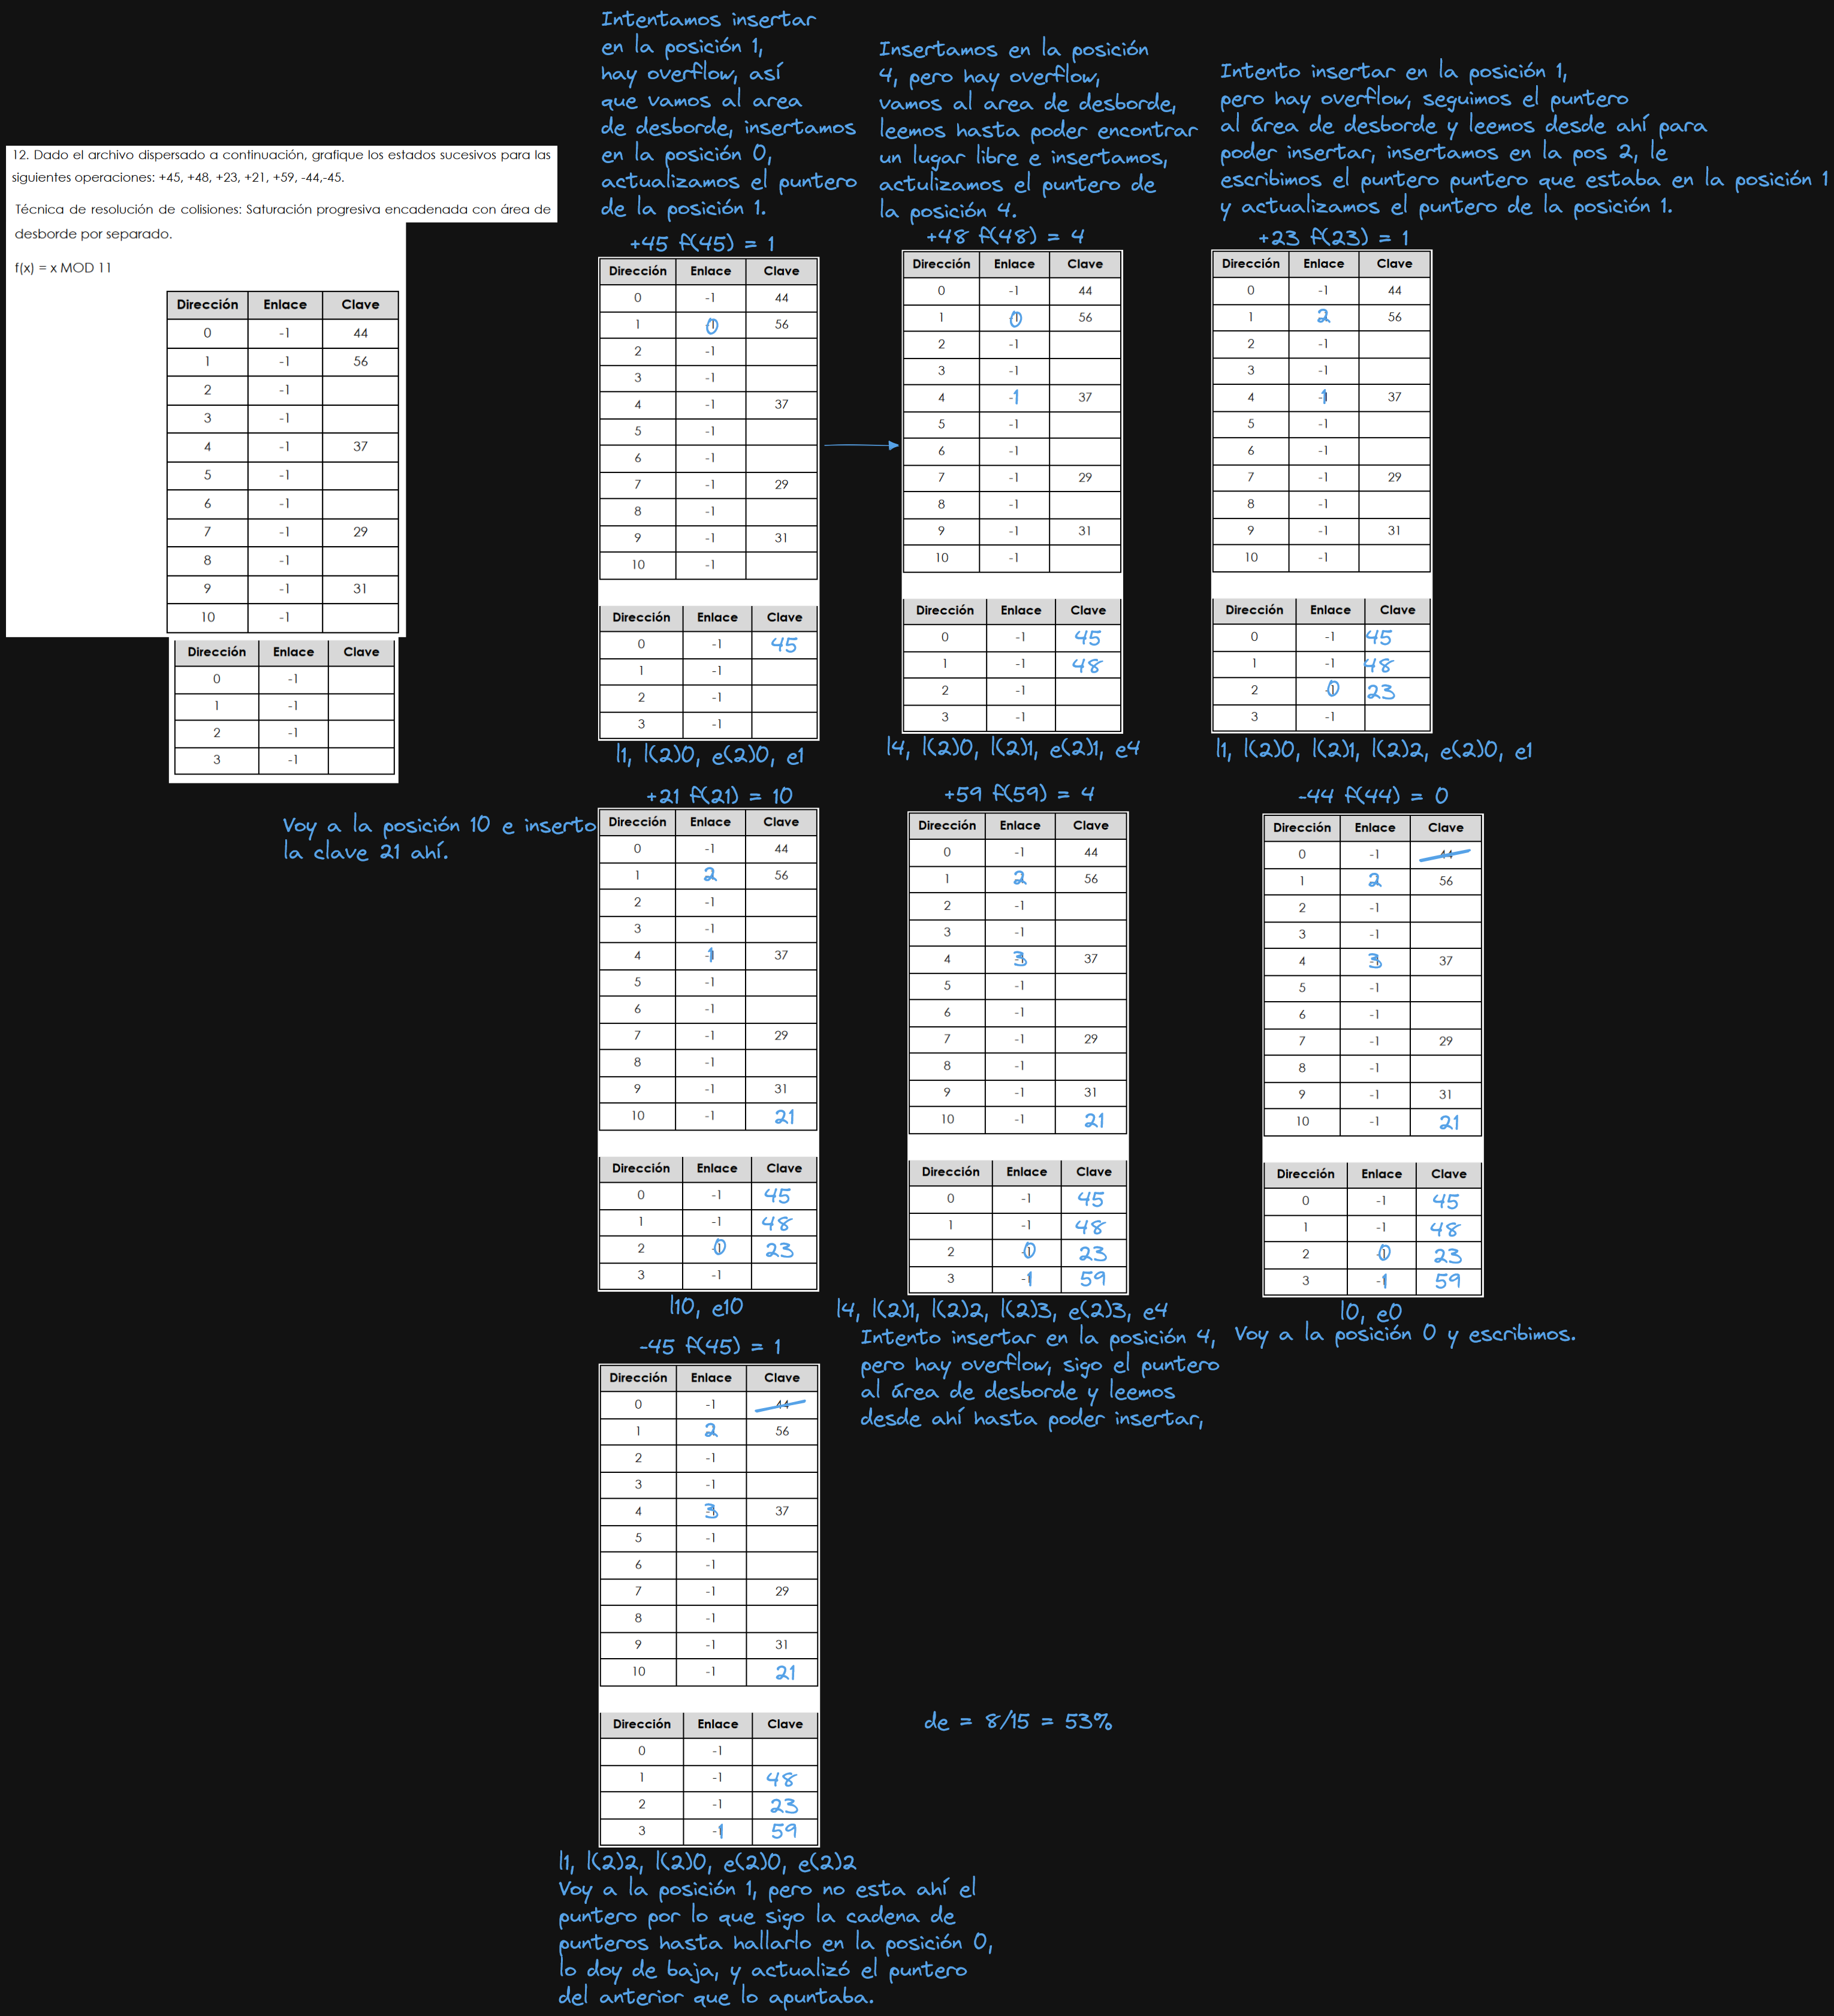 12. Dado el archivo dispersado a continuación, grafique los estados sucesivos para las
siguientes operaciones: +45, +48, +23, +21, +59, -44,-45.
Técnica de resolución de colisiones: Saturación progresiva encadenada con área de
desborde por separado.
f(x) = x MOD 11
Dirección Enlace Clave
0 -1 44
1 -1 56
2 -1
3 -1
4 -1 37
5 -1
6 -1
7 -1 29
8 -1
9 -1 31
10 -1
Dirección Enlace Clave
0 -1
1 -1
2 -1
3 -1
Intentamos insertar
en la posición 1,
hay overflow, así
que vamos al area
de desborde, insertamos
en la posición 0,
actualizamos el puntero
de la posición 1.
+45 f(45) = 1
Dirección Enlace Clave
0 -1 44
1 0 56
2 -1
3 -1
4 -1 37
5 -1
6 -1
7 -1 29
8 -1
9 -1 31
10 -1
Dirección Enlace Clave
0 -1 45
1 -1
2 -1
3 -1
l1, l(2)0, e(2)0, e1
Insertamos en la posición
4, pero hay overflow,
vamos al area de desborde,
leemos hasta poder encontrar
un lugar libre e insertamos,
actulizamos el puntero de
la posición 4.
+48 f(48) = 4
Dirección Enlace Clave
0 -1 44
1 0 56
2 -1
3 -1
4 1 37
5 -1
6 -1
7 -1 29
8 -1
9 -1 31
10 -1
Dirección Enlace Clave
0 -1 45
1 -1 48
2 -1
3 -1
l4, l(2)0, l(2)1, e(2)1, e4
Intento insertar en la posición 1,
pero hay overflow, seguimos el puntero
al área de desborde y leemos desde ahí para
poder insertar, insertamos en la pos 2, le
escribimos el puntero puntero que estaba en la posición 1
y actualizamos el puntero de la posición 1.
+23 f(23) = 1
Dirección Enlace Clave
0 -1 44
1 2 56
2 -1
3 -1
4 1 37
5 -1
6 -1
7 -1 29
8 -1
9 -1 31
10 -1
Dirección Enlace Clave
0 -1 45
1 -1 48
2 0 23
3 -1
l1, l(2)0, l(2)1, l(2)2, e(2)0, e1
Voy a la posición 10 e inserto
la clave 21 ahí.
+21 f(21) = 10
Dirección Enlace Clave
0 -1 44
1 2 56
2 -1
3 -1
4 1 37
5 -1
6 -1
7 -1 29
8 -1
9 -1 31
10 -1 21
Dirección Enlace Clave
0 -1 45
1 -1 48
2 0 23
3 -1
l10, e10
+59 f(59) = 4
Dirección Enlace Clave
0 -1 44
1 2 56
2 -1
3 -1
4 3 37
5 -1
6 -1
7 -1 29
8 -1
9 -1 31
10 -1 21
Dirección Enlace Clave
0 -1 45
1 -1 48
2 0 23
3 1 59
l4, l(2)1, l(2)2, l(2)3, e(2)3, e4
Intento insertar en la posición 4,
pero hay overflow, sigo el puntero
al área de desborde y leemos
desde ahí hasta poder insertar,
-44 f(44) = 0
Dirección Enlace Clave
0 -1 44
1 2 56
2 -1
3 -1
4 3 37
5 -1
6 -1
7 -1 29
8 -1
9 -1 31
10 -1 21
Dirección Enlace Clave
0 -1 45
1 -1 48
2 0 23
3 1 59
l0, e0
Voy a la posición 0 y escribimos.
-45 f(45) = 1
Dirección Enlace Clave
0 -1 44
1 2 56
2 -1
3 -1
4 3 37
5 -1
6 -1
7 -1 29
8 -1
9 -1 31
10 -1 21
Dirección Enlace Clave
0 -1
1 -1 48
2 -1 23
3 1 59
l1, l(2)2, l(2)0, e(2)0, e(2)2
Voy a la posición 1, pero no esta ahí el
puntero por lo que sigo la cadena de
punteros hasta hallarlo en la posición 0,
lo doy de baja, y actualizó el puntero
del anterior que lo apuntaba.
de = 8/15 = 53%